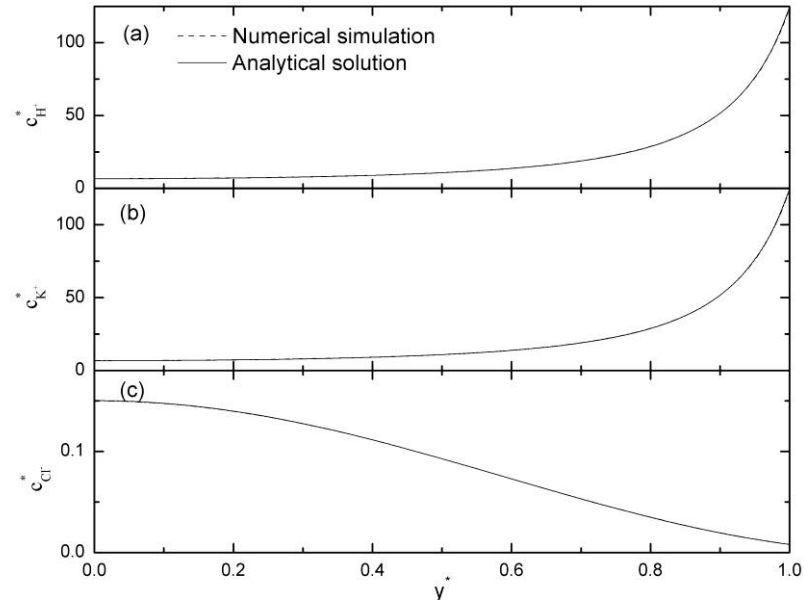 (a)
Numerical simulation
Analytical solution
100
50
0
c*H+
(b)
100
50
0
c*K+
(c)
0.1
0.0
c*Cl-
0.0 0.2 0.4 0.6 0.8 1.0
y*